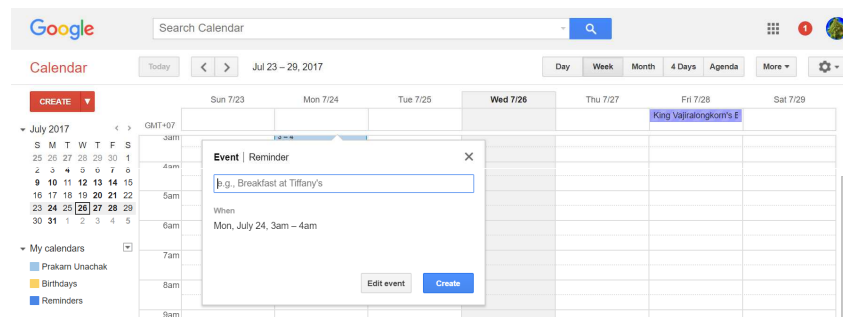 Google
Search Calendar
1
Calendar
Today
Jul 23 – 29, 2017
Day Week Month 4 Days Agenda
More
CREATE
Sun 7/23 Mon 7/24 Tue 7/25 Wed 7/26 Thu 7/27 Fri 7/28 Sat 7/29
GMT+07
King Vajiralongkorn's B
July 2017
S M T W T F S
25 26 27 28 29 30 1
2 3 4 5 6 7 8
9 10 11 12 13 14 15
16 17 18 19 20 21 22
23 24 25 26 27 28 29
30 31 1 2 3 4 5
3am
3 – 4
4am
5am
6am
7am
8am
9am
Event | Reminder
e.g., Breakfast at Tiffany's
When
Mon, July 24, 3am – 4am
Edit event
Create
My calendars
Prakarn Unachak
Birthdays
Reminders